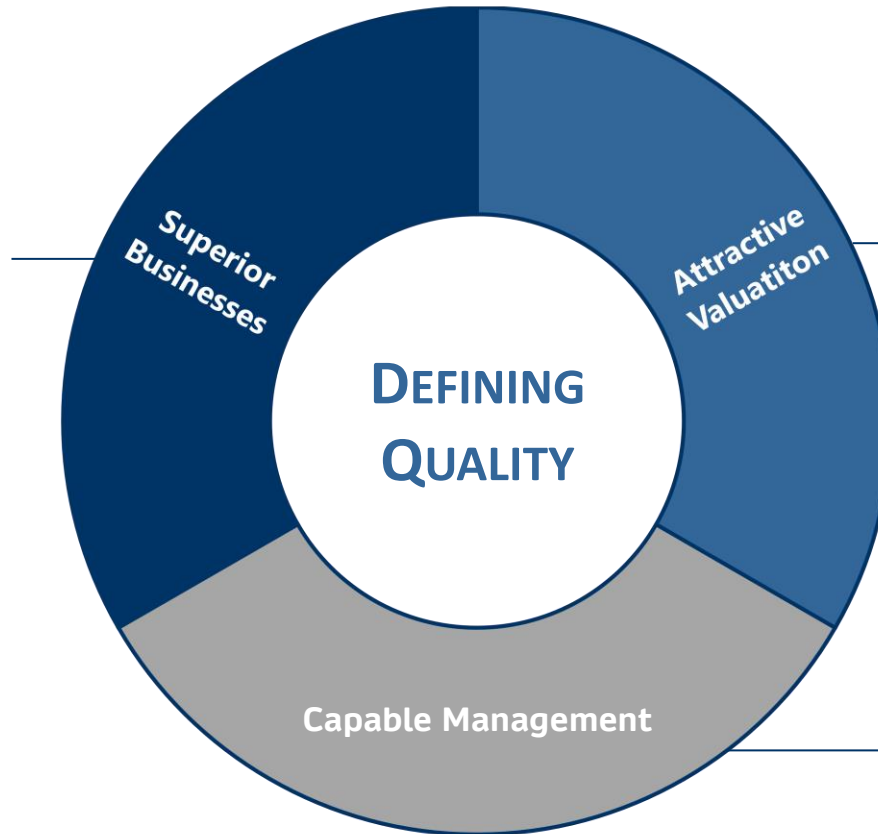 Superior
Businesses
Attractive
Valuatiton
DEFINING
QUALITY
Capable Management